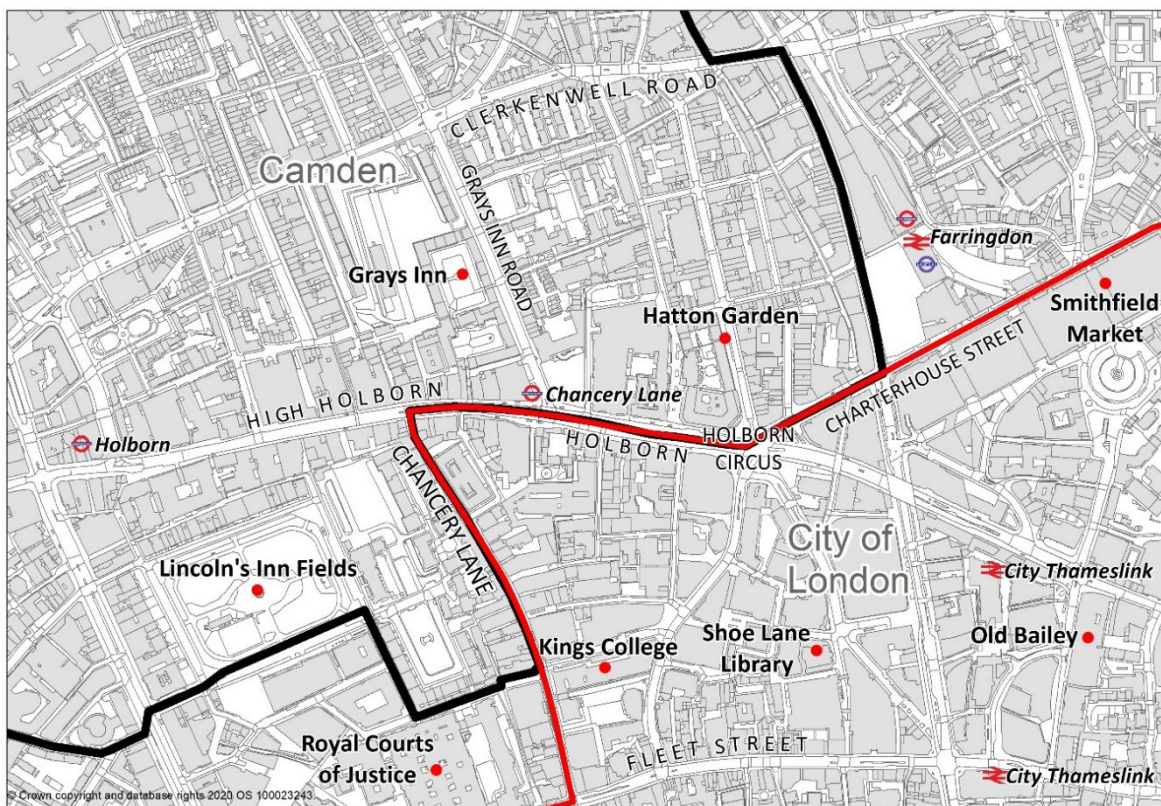 CLERKENWELL ROAD
Camden
GRAYS INN ROAD
Farringdon
Grays Inn
Smithfield
Market
Hatton Garden
CHARTERHOUSE STREET
Chancery Lane
HIGH HOLBORN
Holborn
HOLBORN
HOLBORN
CIRCUS
CHANCERY LANE
City of
London
Lincoln's Inn Fields
City Thameslink
Kings College
Shoe Lane
Library
Old Bailey
Royal Courts
of Justice
FLEET STREET
City Thameslink
© Crown copyright and database rights 2020 OS 100023243.